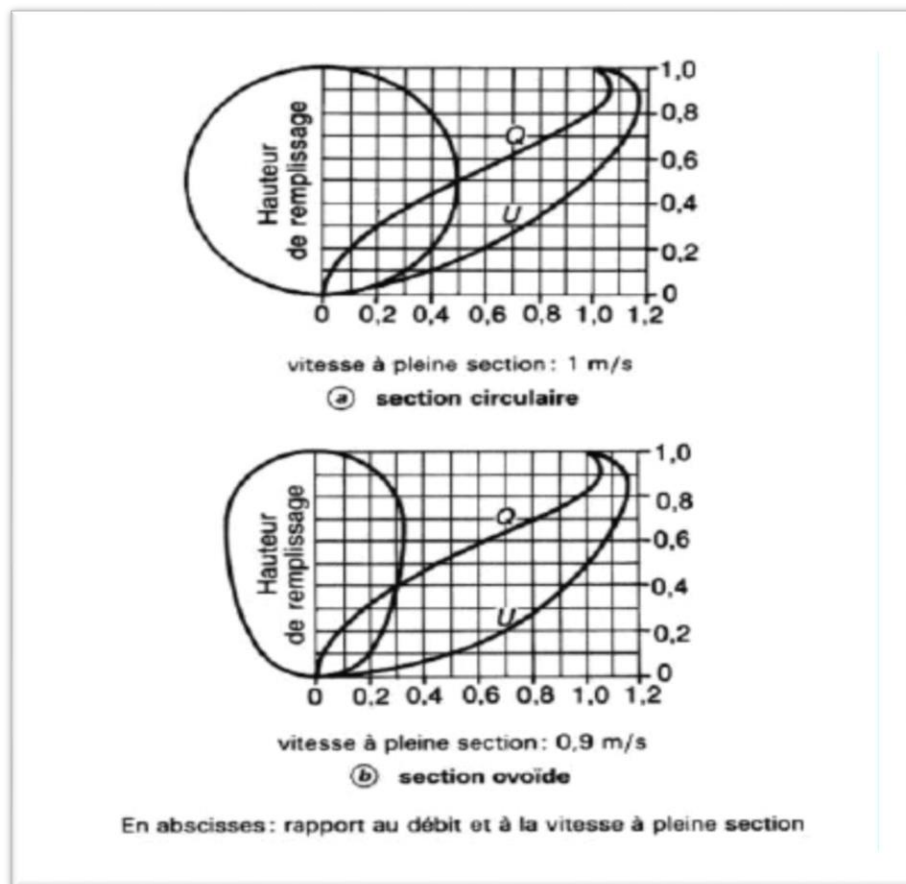 Hauteur
de remplissage
Q
U
1,0
0,8
0,6
0,4
0,2
0
0 0,2 0,4 0,6 0,8 1,0 1,2
vitesse à pleine section : 1 m/s
a section circulaire
Hauteur
de remplissage
Q
U
1,0
0,8
0,6
0,4
0,2
0
0 0,2 0,4 0,6 0,8 1,0 1,2
vitesse à pleine section : 0,9 m/s
b section ovoïde
En abscisses : rapport au débit et à la vitesse à pleine section